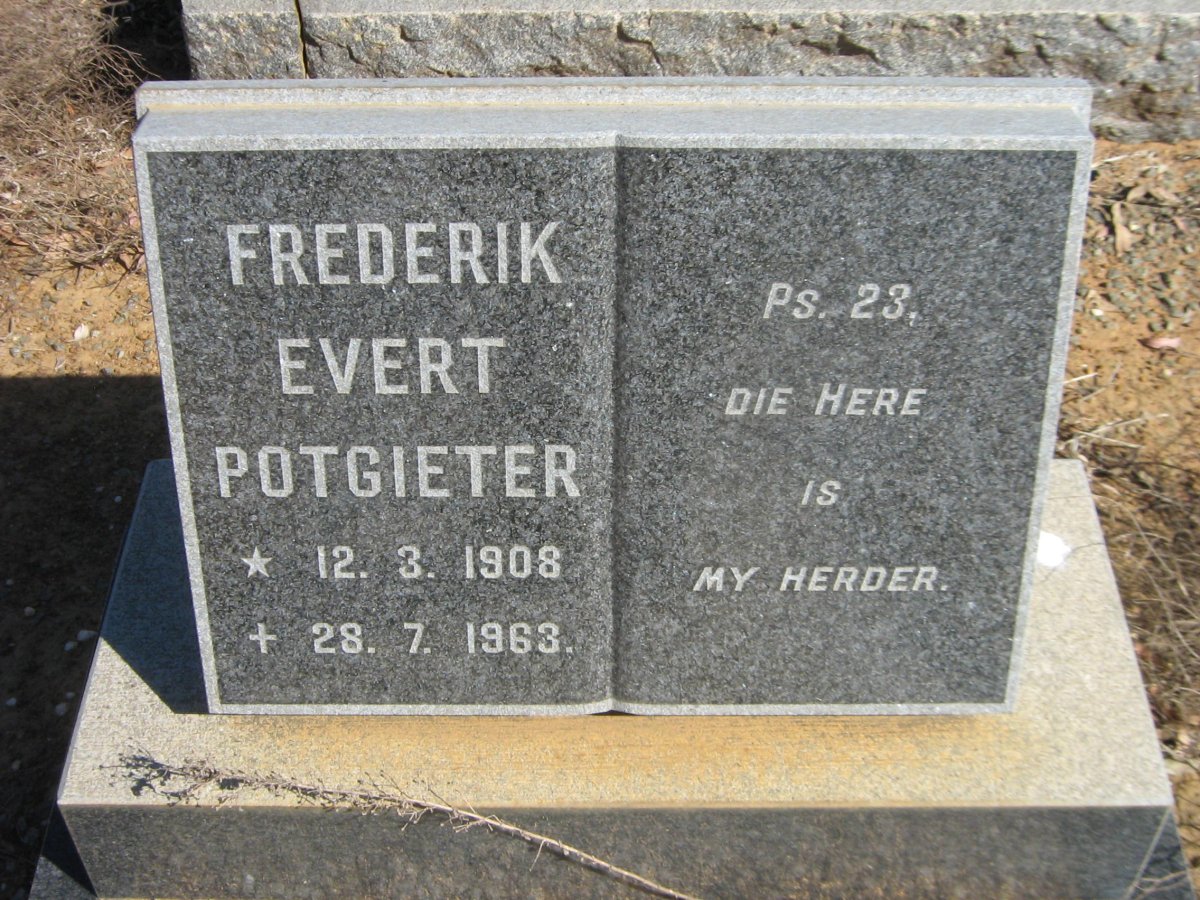 FREDERIK
EVERT
POTGIETER
★ 12. 3. 1908
✝ 28. 7. 1963.
Ps. 23.
DIE HERE
IS
MY HERDER.